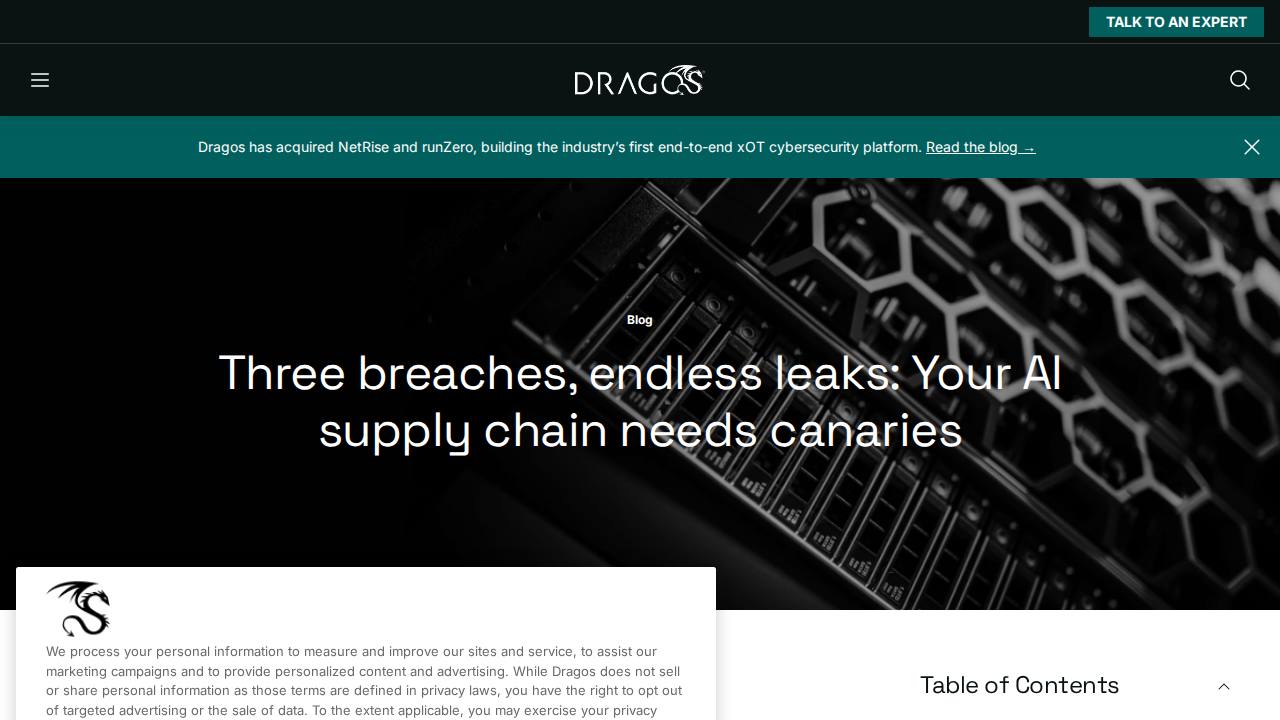 TALK TO AN EXPERT
DRAGOS
Dragos has acquired NetRise and runZero, building the industry’s first end-to-end xOT cybersecurity platform. Read the blog →
Blog
Three breaches, endless leaks: Your AI
supply chain needs canaries
We process your personal information to measure and improve our sites and service, to assist our
marketing campaigns and to provide personalized content and advertising. While Dragos does not sell
or share personal information as those terms are defined in privacy laws, you have the right to opt out
of targeted advertising or the sale of data. To the extent applicable, you may exercise your privacy
Table of Contents